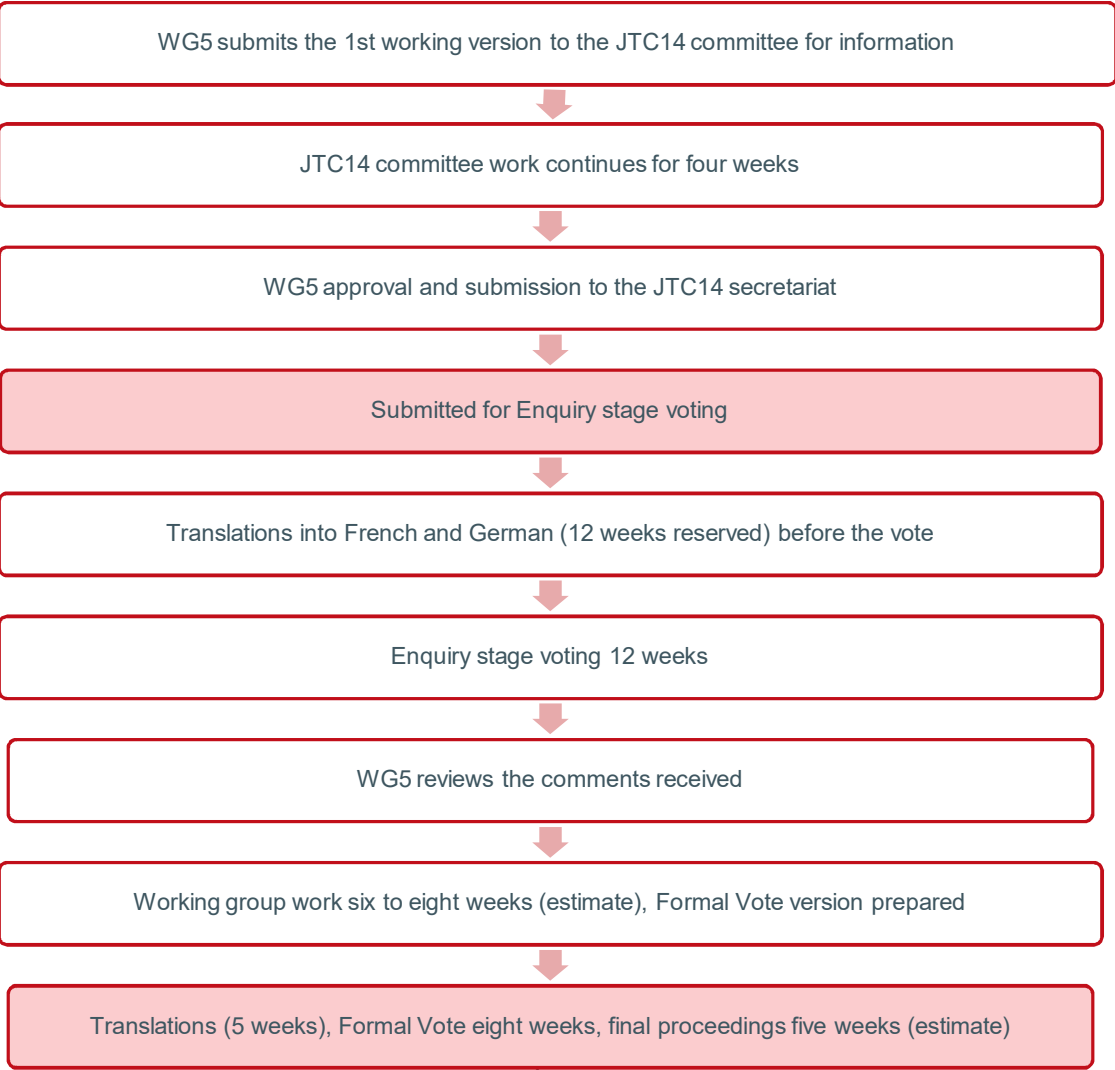 WG5 submits the 1st working version to the JTC14 committee for information
JTC14 committee work continues for four weeks
WG5 approval and submission to the JTC14 secretariat
Submitted for Enquiry stage voting
Translations into French and German (12 weeks reserved) before the vote
Enquiry stage voting 12 weeks
WG5 reviews the comments received
Working group work six to eight weeks (estimate), Formal Vote version prepared
Translations (5 weeks), Formal Vote eight weeks, final proceedings five weeks (estimate)